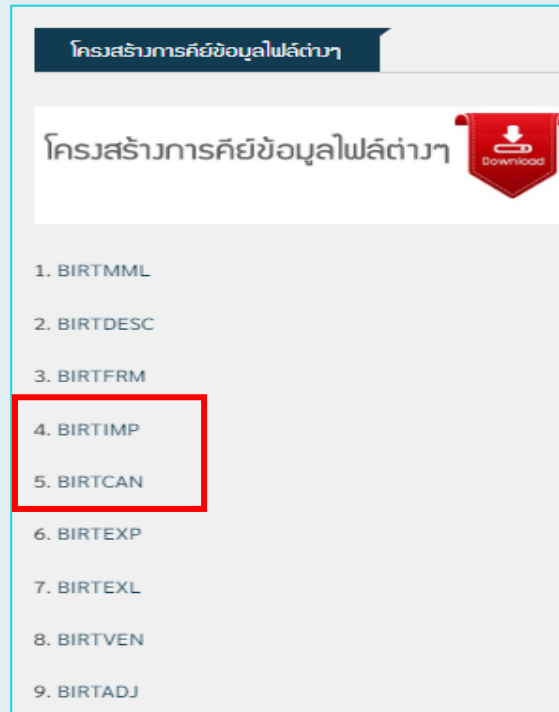 โครงสร้างการคีย์ข้อมูลไฟล์ต่างๆ
โครงสร้างการคีย์ข้อมูลไฟล์ต่างๆ
Download
1. BIRTMML
2. BIRTDESC
3. BIRTFRM
4. BIRTIMP
5. BIRTCAN
6. BIRTEXP
7. BIRTEXL
8. BIRTVEN
9. BIRTADJ